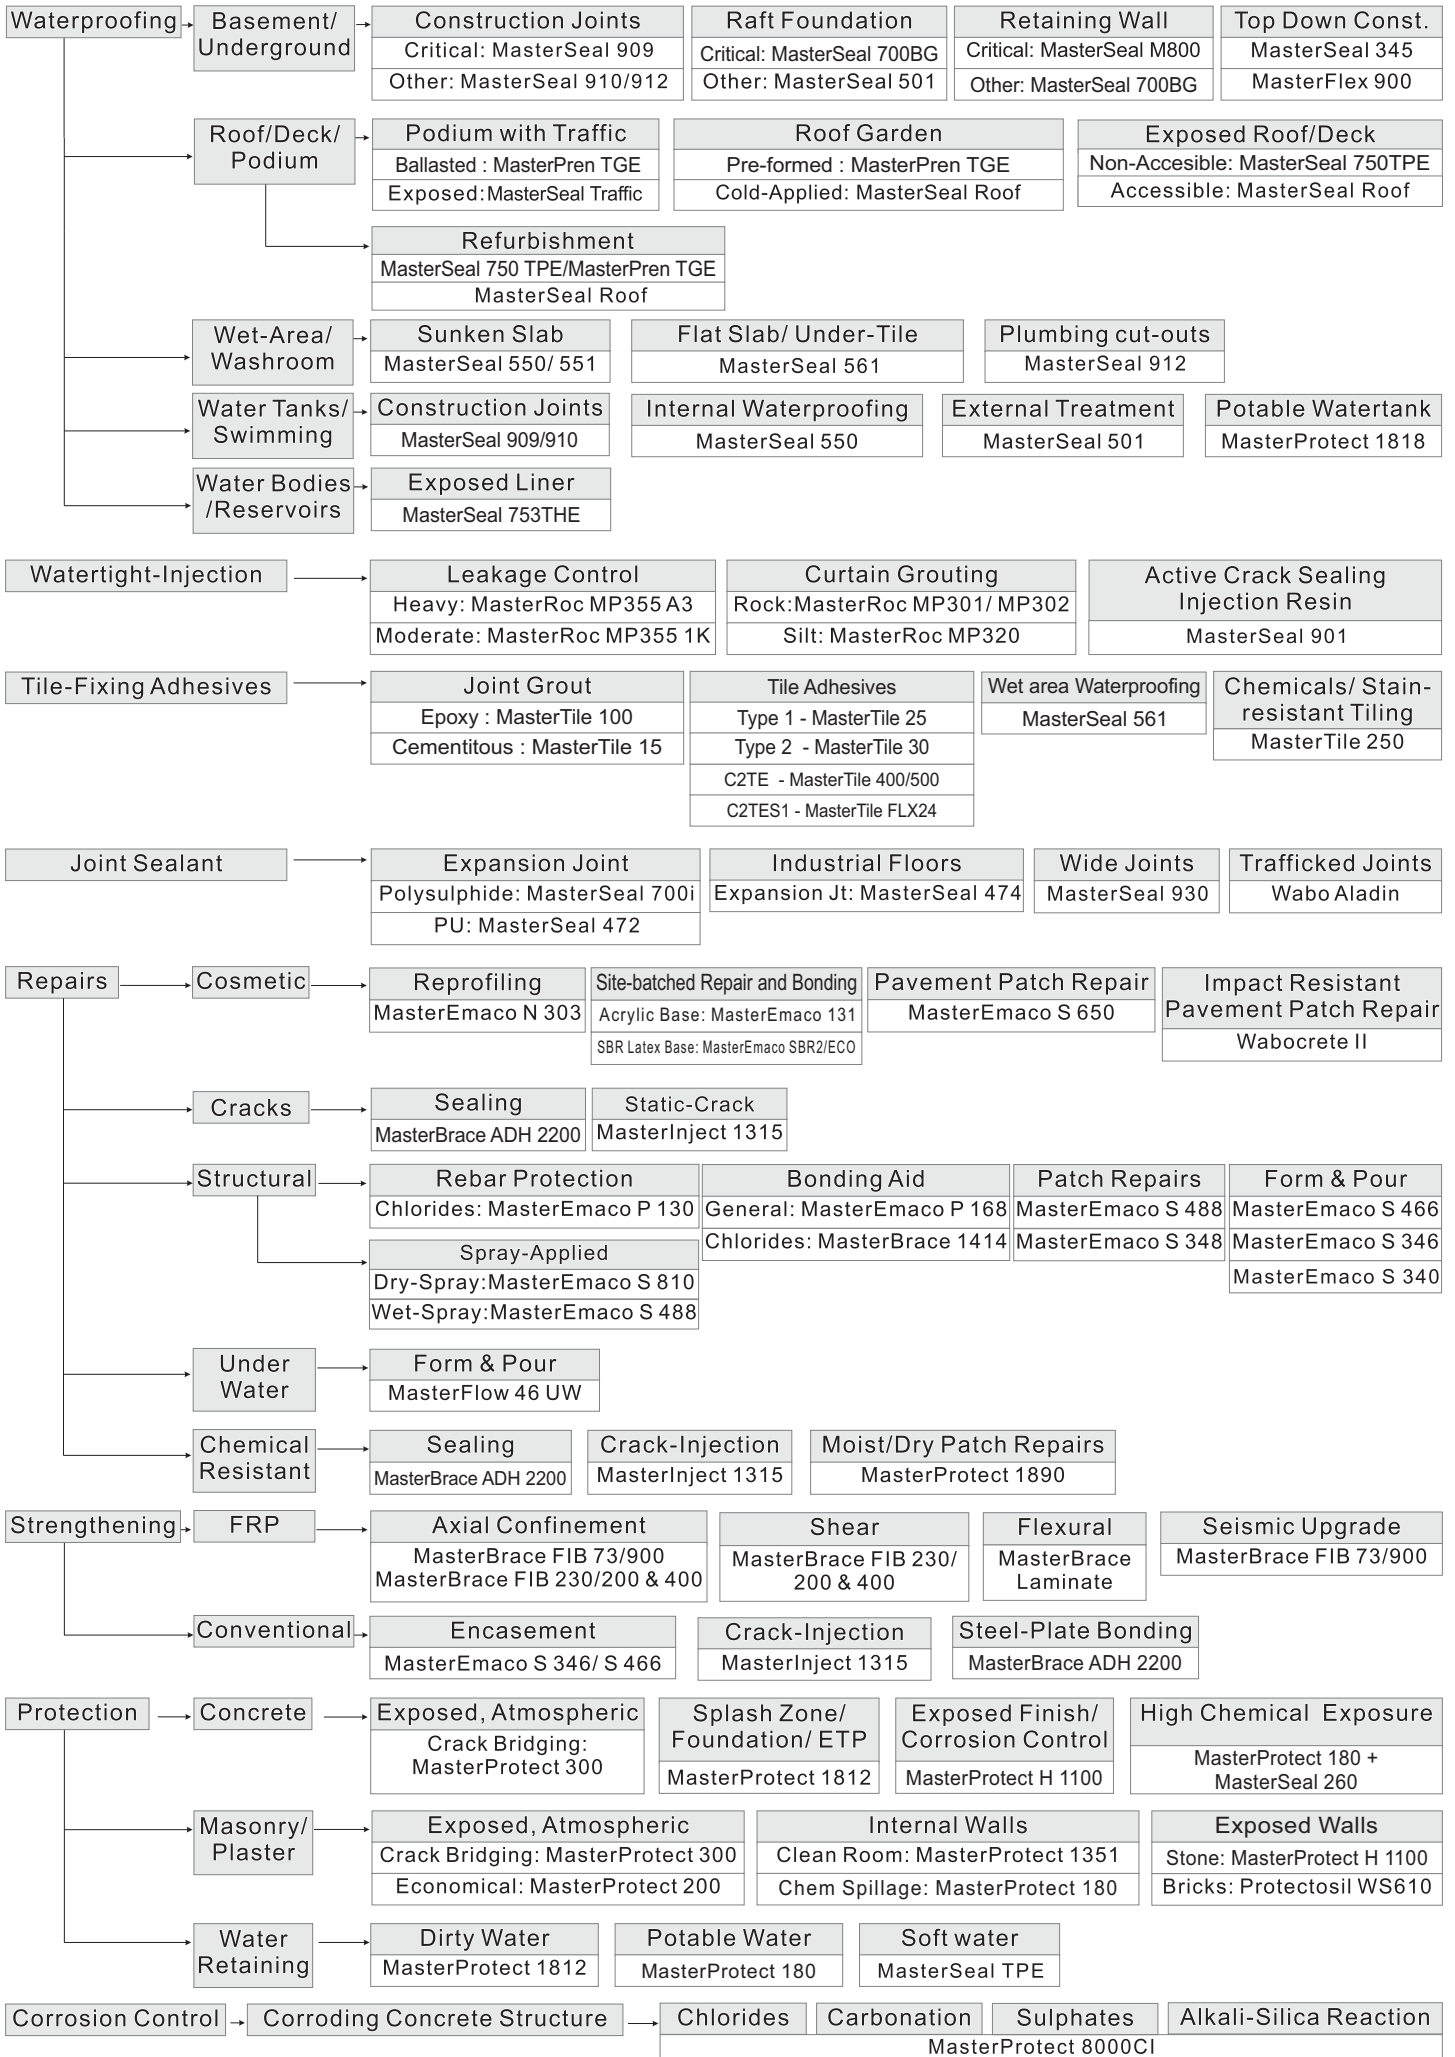 Waterproofing
Basement/
Underground
Construction Joints
Critical: MasterSeal 909
Other: MasterSeal 910/912
Raft Foundation
Critical: MasterSeal 700BG
Other: MasterSeal 501
Retaining Wall
Critical: MasterSeal M800
Other: MasterSeal 700BG
Top Down Const.
MasterSeal 345
MasterFlex 900
Roof/Deck/
Podium
Podium with Traffic
Ballasted : MasterPren TGE
Exposed:MasterSeal Traffic
Roof Garden
Pre-formed : MasterPren TGE
Cold-Applied: MasterSeal Roof
Exposed Roof/Deck
Non-Accesible: MasterSeal 750TPE
Accessible: MasterSeal Roof
Refurbishment
MasterSeal 750 TPE/MasterPren TGE
MasterSeal Roof
Wet-Area/
Washroom
Sunken Slab
MasterSeal 550/ 551
Flat Slab/ Under-Tile
MasterSeal 561
Plumbing cut-outs
MasterSeal 912
Water Tanks/
Swimming
Construction Joints
MasterSeal 909/910
Internal Waterproofing
MasterSeal 550
External Treatment
MasterSeal 501
Potable Watertank
MasterProtect 1818
Water Bodies
/Reservoirs
Exposed Liner
MasterSeal 753THE
Watertight-Injection
Leakage Control
Heavy: MasterRoc MP355 A3
Moderate: MasterRoc MP355 1K
Curtain Grouting
Rock:MasterRoc MP301/ MP302
Silt: MasterRoc MP320
Active Crack Sealing
Injection Resin
MasterSeal 901
Tile-Fixing Adhesives
Joint Grout
Epoxy : MasterTile 100
Cementitous : MasterTile 15
Tile Adhesives
Type 1 - MasterTile 25
Type 2 - MasterTile 30
C2TE - MasterTile 400/500
C2TES1 - MasterTile FLX24
Wet area Waterproofing
MasterSeal 561
Chemicals/ Stain-
resistant Tiling
MasterTile 250
Joint Sealant
Expansion Joint
Polysulphide: MasterSeal 700i
PU: MasterSeal 472
Industrial Floors
Expansion Jt: MasterSeal 474
Wide Joints
MasterSeal 930
Trafficked Joints
Wabo Aladin
Repairs
Cosmetic
Reprofiling
MasterEmaco N 303
Site-batched Repair and Bonding
Acrylic Base: MasterEmaco 131
SBR Latex Base: MasterEmaco SBR2/ECO
Pavement Patch Repair
MasterEmaco S 650
Impact Resistant
Pavement Patch Repair
Wabocrete II
Cracks
Sealing
MasterBrace ADH 2200
Static-Crack
MasterInject 1315
Structural
Rebar Protection
Chlorides: MasterEmaco P 130
Bonding Aid
General: MasterEmaco P 168
Chlorides: MasterBrace 1414
Patch Repairs
MasterEmaco S 488
MasterEmaco S 348
Form & Pour
MasterEmaco S 466
MasterEmaco S 346
MasterEmaco S 340
Spray-Applied
Dry-Spray:MasterEmaco S 810
Wet-Spray:MasterEmaco S 488
Under
Water
Form & Pour
MasterFlow 46 UW
Chemical
Resistant
Sealing
MasterBrace ADH 2200
Crack-Injection
MasterInject 1315
Moist/Dry Patch Repairs
MasterProtect 1890
Strengthening
FRP
Axial Confinement
MasterBrace FIB 73/900
MasterBrace FIB 230/200 & 400
Shear
MasterBrace FIB 230/
200 & 400
Flexural
MasterBrace
Laminate
Seismic Upgrade
MasterBrace FIB 73/900
Conventional
Encasement
MasterEmaco S 346/ S 466
Crack-Injection
MasterInject 1315
Steel-Plate Bonding
MasterBrace ADH 2200
Protection
Concrete
Exposed, Atmospheric
Crack Bridging:
MasterProtect 300
Splash Zone/
Foundation/ ETP
MasterProtect 1812
Exposed Finish/
Corrosion Control
MasterProtect H 1100
High Chemical Exposure
MasterProtect 180 +
MasterSeal 260
Masonry/
Plaster
Exposed, Atmospheric
Crack Bridging: MasterProtect 300
Economical: MasterProtect 200
Internal Walls
Clean Room: MasterProtect 1351
Chem Spillage: MasterProtect 180
Exposed Walls
Stone: MasterProtect H 1100
Bricks: Protectosil WS610
Water
Retaining
Dirty Water
MasterProtect 1812
Potable Water
MasterProtect 180
Soft water
MasterSeal TPE
Corrosion Control
Corroding Concrete Structure
Chlorides
Carbonation
Sulphates
Alkali-Silica Reaction
MasterProtect 8000CI